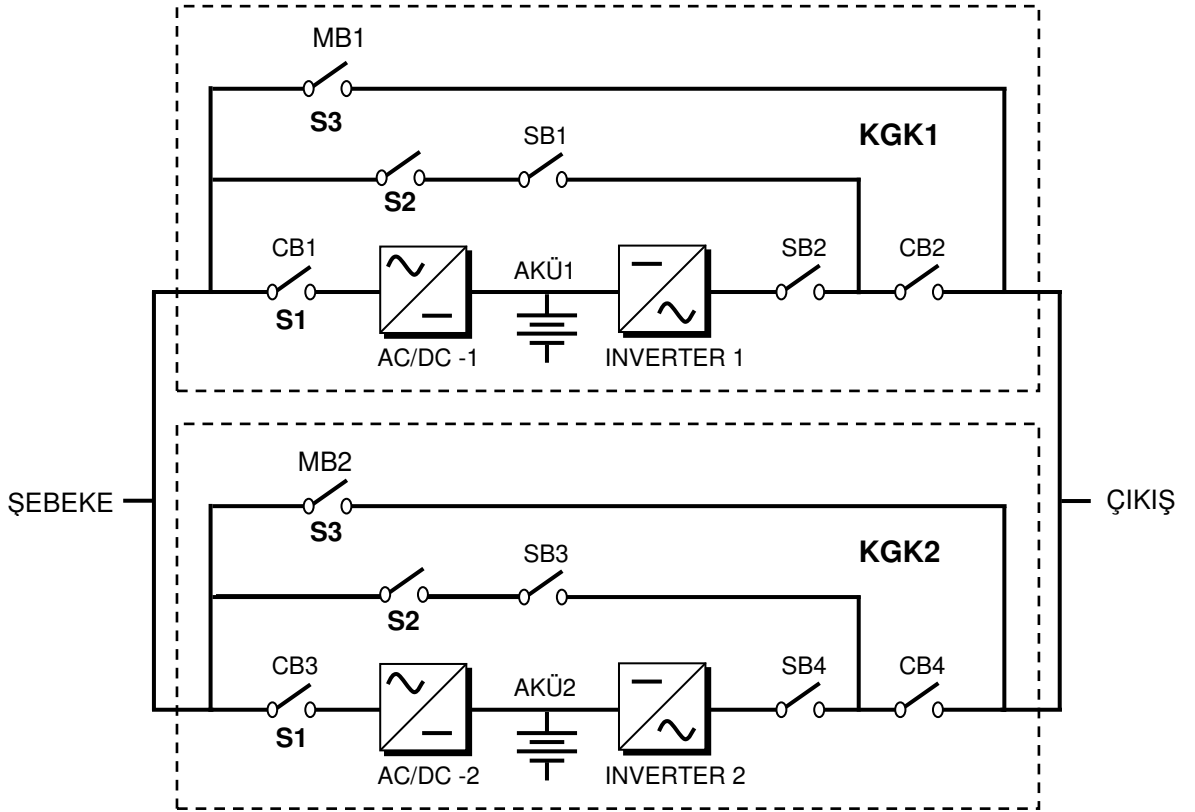 MB1
S3
SB1
KGK1
S2
CB1
AKÜ1
SB2
CB2
S1
AC/DC -1
INVERTER 1
MB2
ŞEBEKE
ÇIKIŞ
S3
SB3
KGK2
S2
CB3
AKÜ2
SB4
CB4
S1
AC/DC -2
INVERTER 2